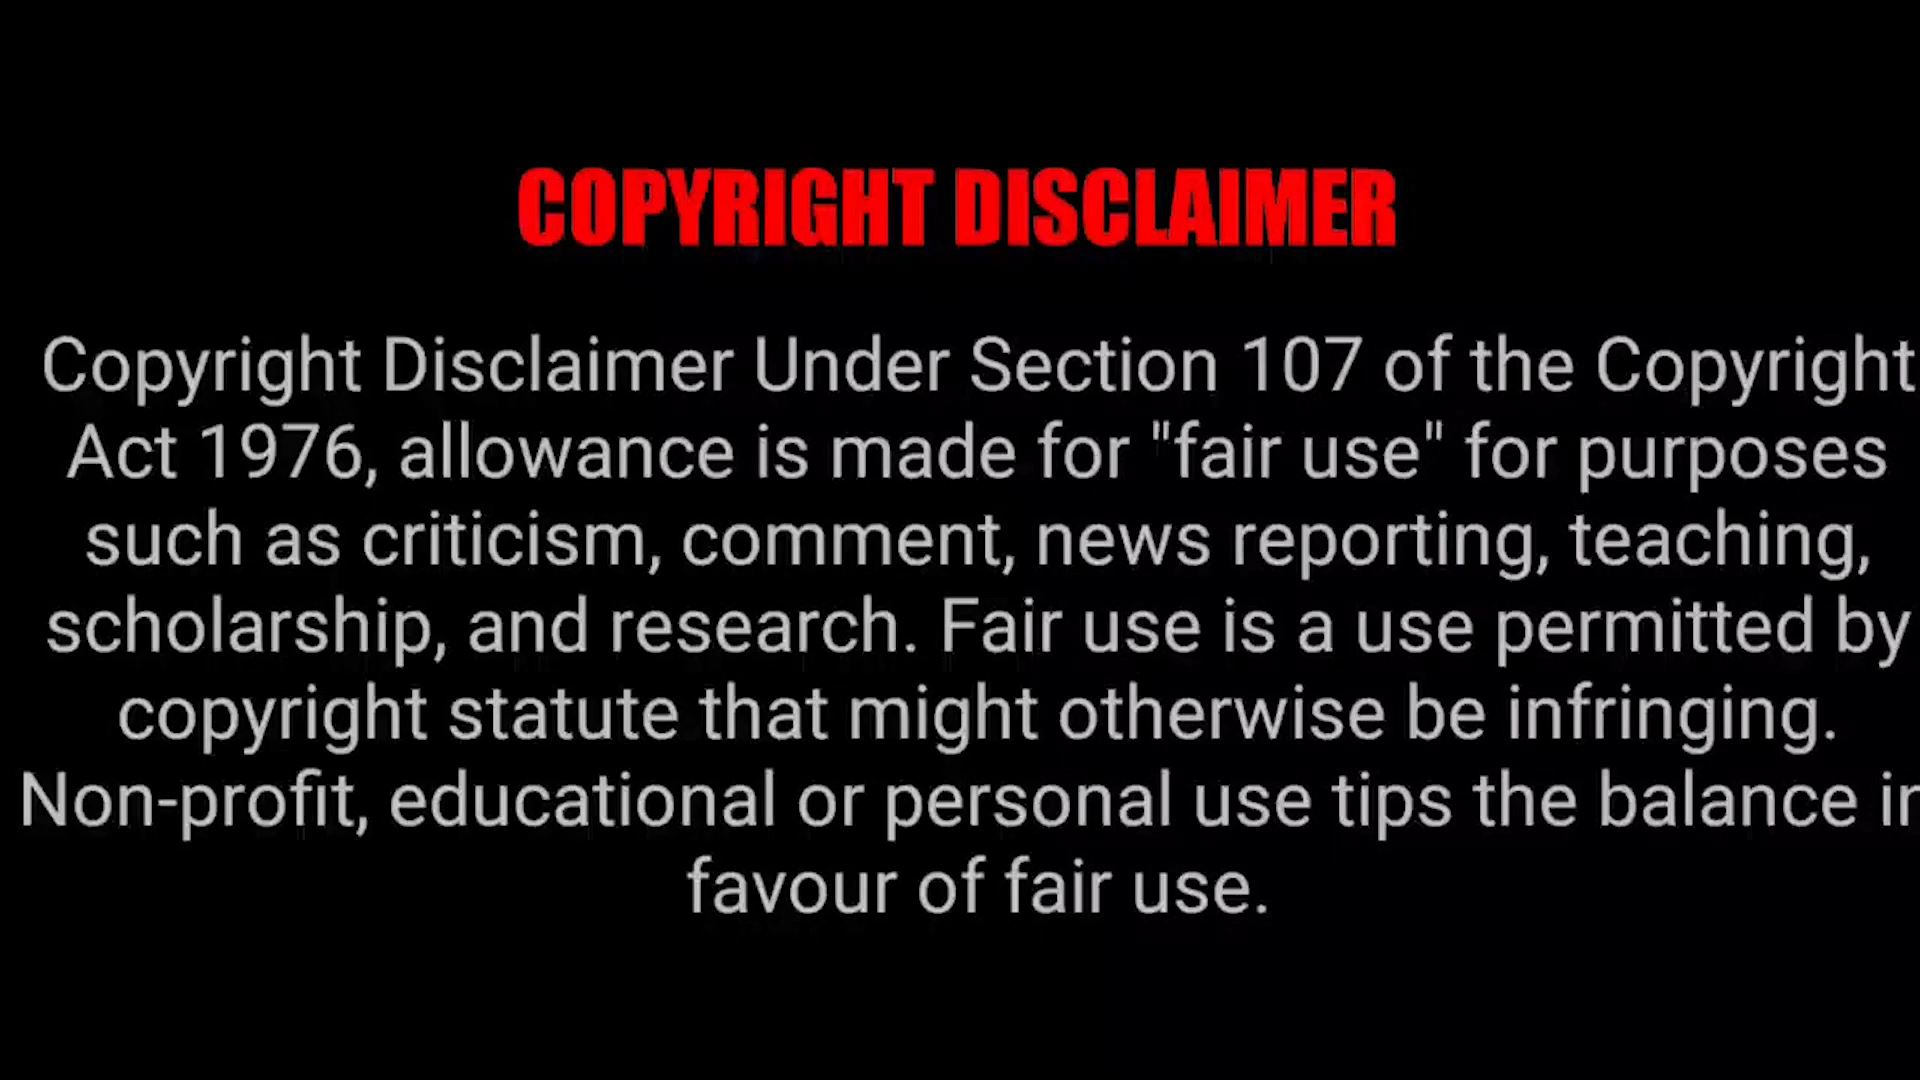 COPYRIGHT DISCLAIMER
Copyright Disclaimer Under Section 107 of the Copyright
Act 1976, allowance is made for "fair use" for purposes
such as criticism, comment, news reporting, teaching,
scholarship, and research. Fair use is a use permitted by
copyright statute that might otherwise be infringing.
Non-profit, educational or personal use tips the balance in
favour of fair use.